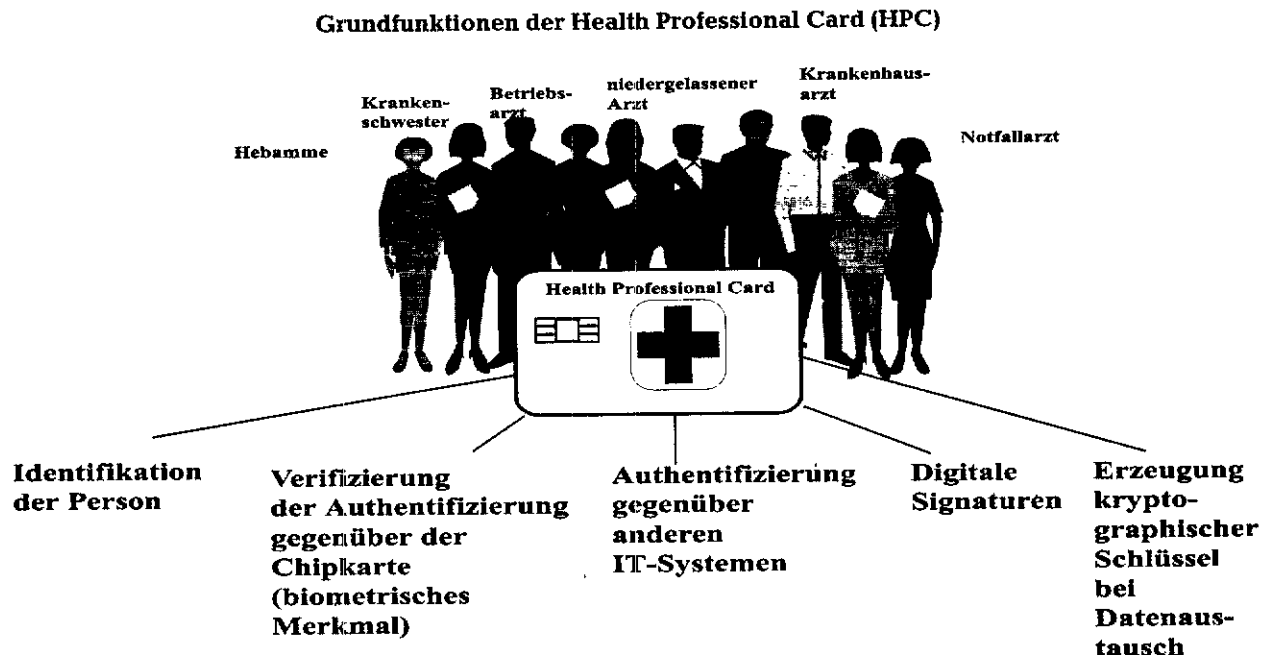 Grundfunktionen der Health Professional Card (HPC)
Hebamme
Kranken-
schwester
Betriebs-
arzt
niedergelassener
Arzt
Krankenhaus-
arzt
Notfallarzt
Health Professional Card
Identifikation
der Person
Verifizierung
der Authentifizierung
gegenüber der
Chipkarte
(biometrisches
Merkmal)
Authentifizierung
gegenüber
anderen
IT-Systemen
Digitale
Signaturen
Erzeugung
krypto-
graphischer
Schlüssel
bei
Datenaus-
tausch